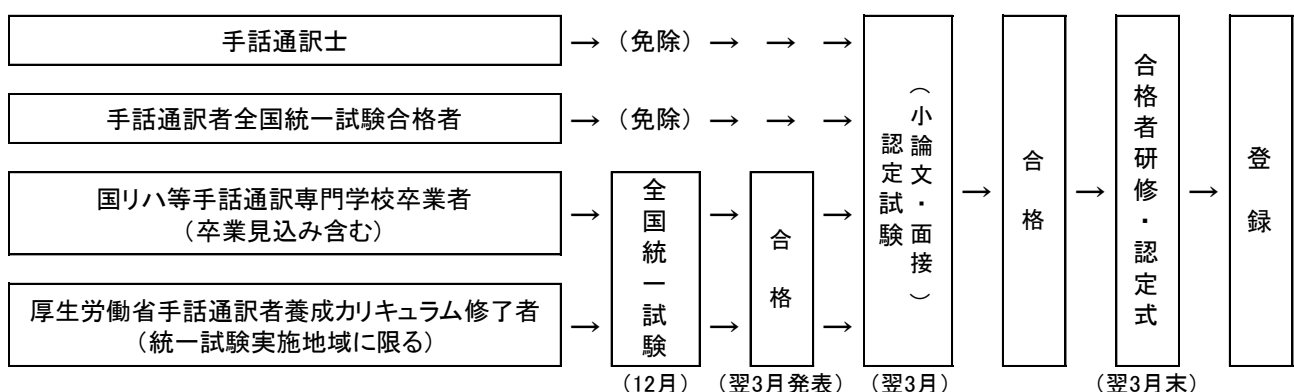 手話通訳士
→ (免除) → → →
手話通訳者全国統一試験合格者
→ (免除) → → →
国リハ等手話通訳専門学校卒業者
(卒業見込み含む)
→
厚生労働省手話通訳者養成カリキュラム修了者
(統一試験実施地域に限る)
→
全国統一試験
(12月)
→
→
合格
(翌3月発表)
→
→
認定試験
(小論文・面接)
(翌3月)
→
合格
→
合格者研修・認定式
(翌3月末)
→
登録